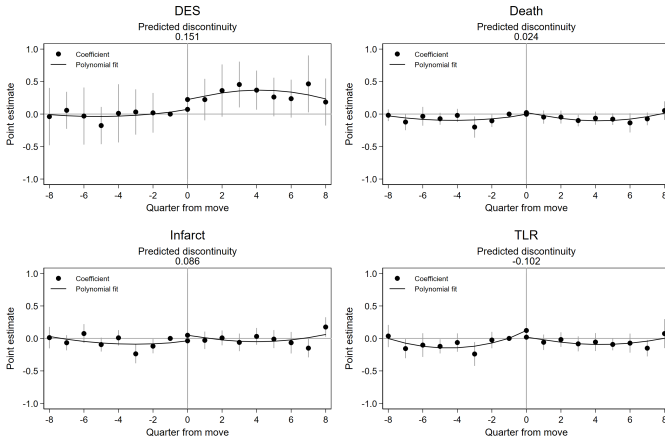 DES
Predicted discontinuity
0.151
Coefficient
Polynomial fit
Point estimate
1.0
0.5
0.0
-0.5
-1.0
-8 -6 -4 -2 0 2 4 6 8
Quarter from move
Death
Predicted discontinuity
0.024
Coefficient
Polynomial fit
Point estimate
1.0
0.5
0.0
-0.5
-1.0
-8 -6 -4 -2 0 2 4 6 8
Quarter from move
Infarct
Predicted discontinuity
0.086
Coefficient
Polynomial fit
Point estimate
1.0
0.5
0.0
-0.5
-1.0
-8 -6 -4 -2 0 2 4 6 8
Quarter from move
TLR
Predicted discontinuity
-0.102
Coefficient
Polynomial fit
Point estimate
1.0
0.5
0.0
-0.5
-1.0
-8 -6 -4 -2 0 2 4 6 8
Quarter from move